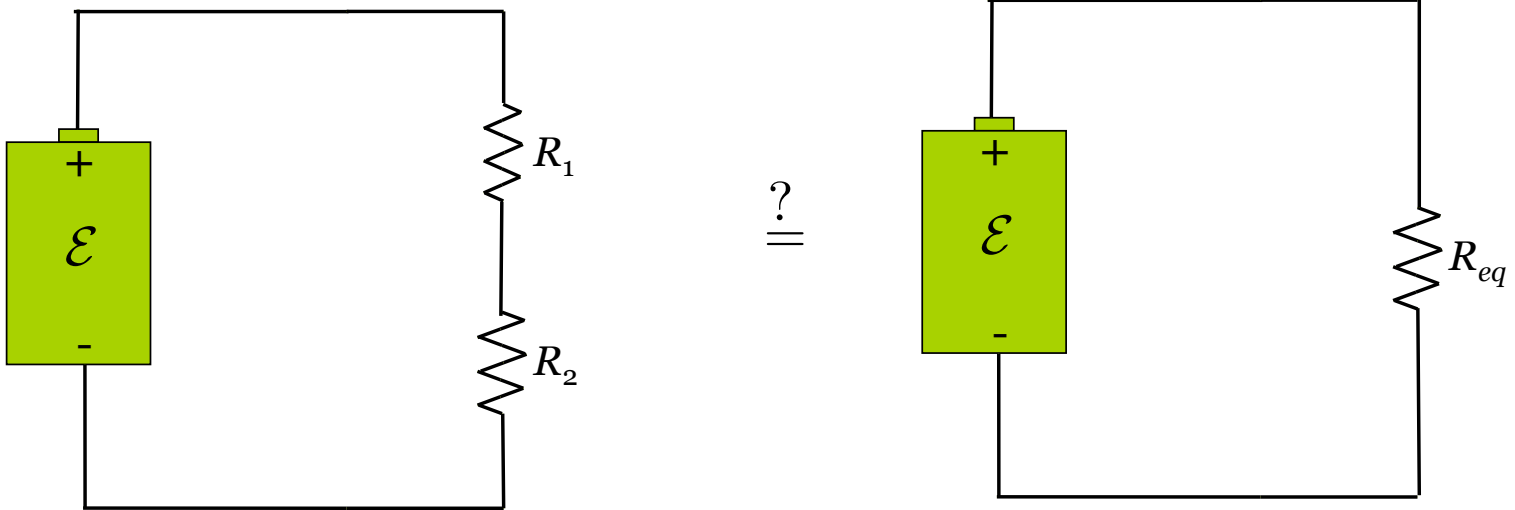 +
ℰ
-
R₁
R₂
?
=
+
ℰ
-
R_eq